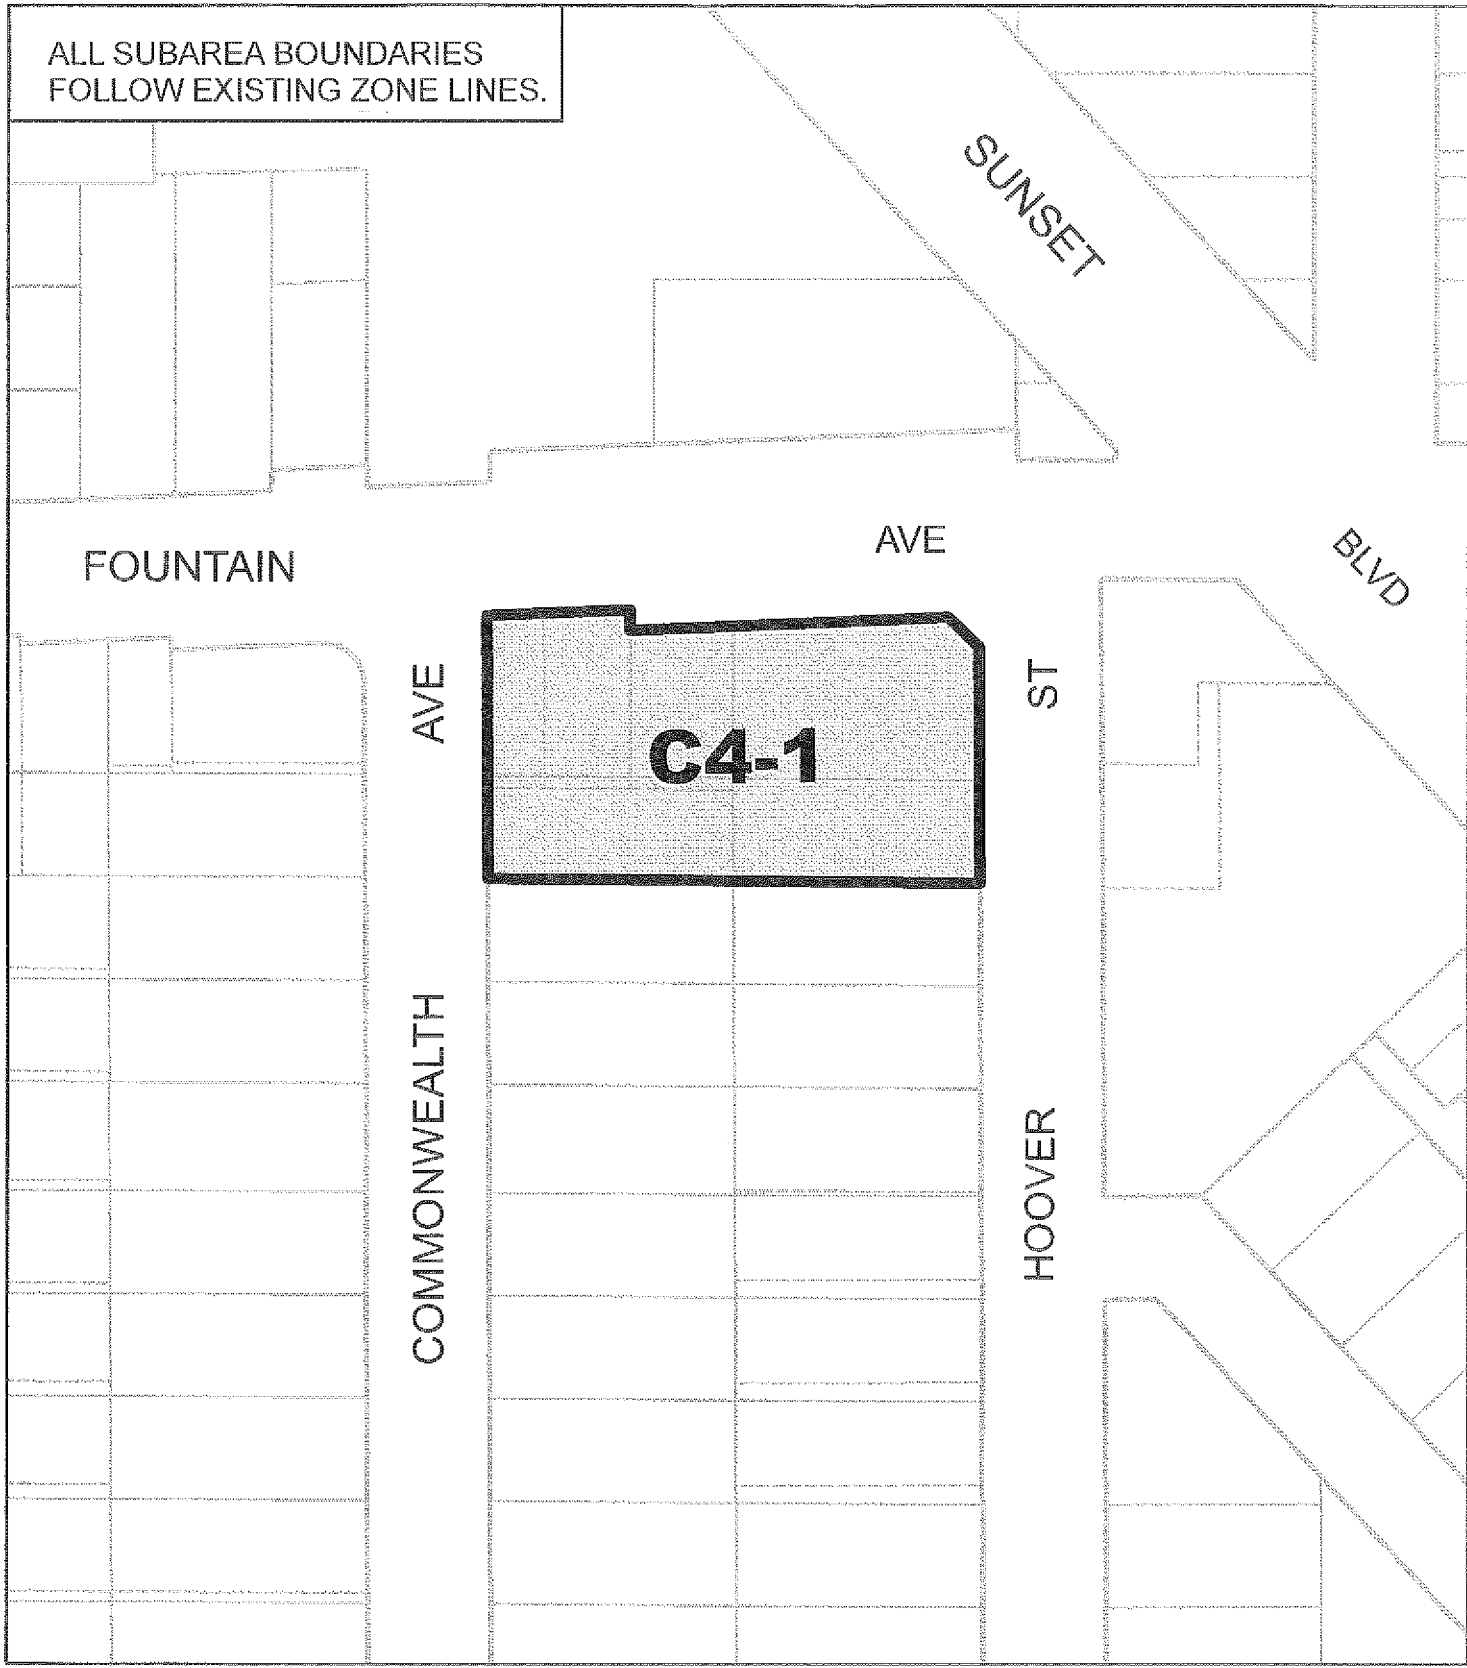 ALL SUBAREA BOUNDARIES
FOLLOW EXISTING ZONE LINES.
SUNSET
BLVD
FOUNTAIN
AVE
AVE
COMMONWEALTH
C4-1
ST
HOOVER